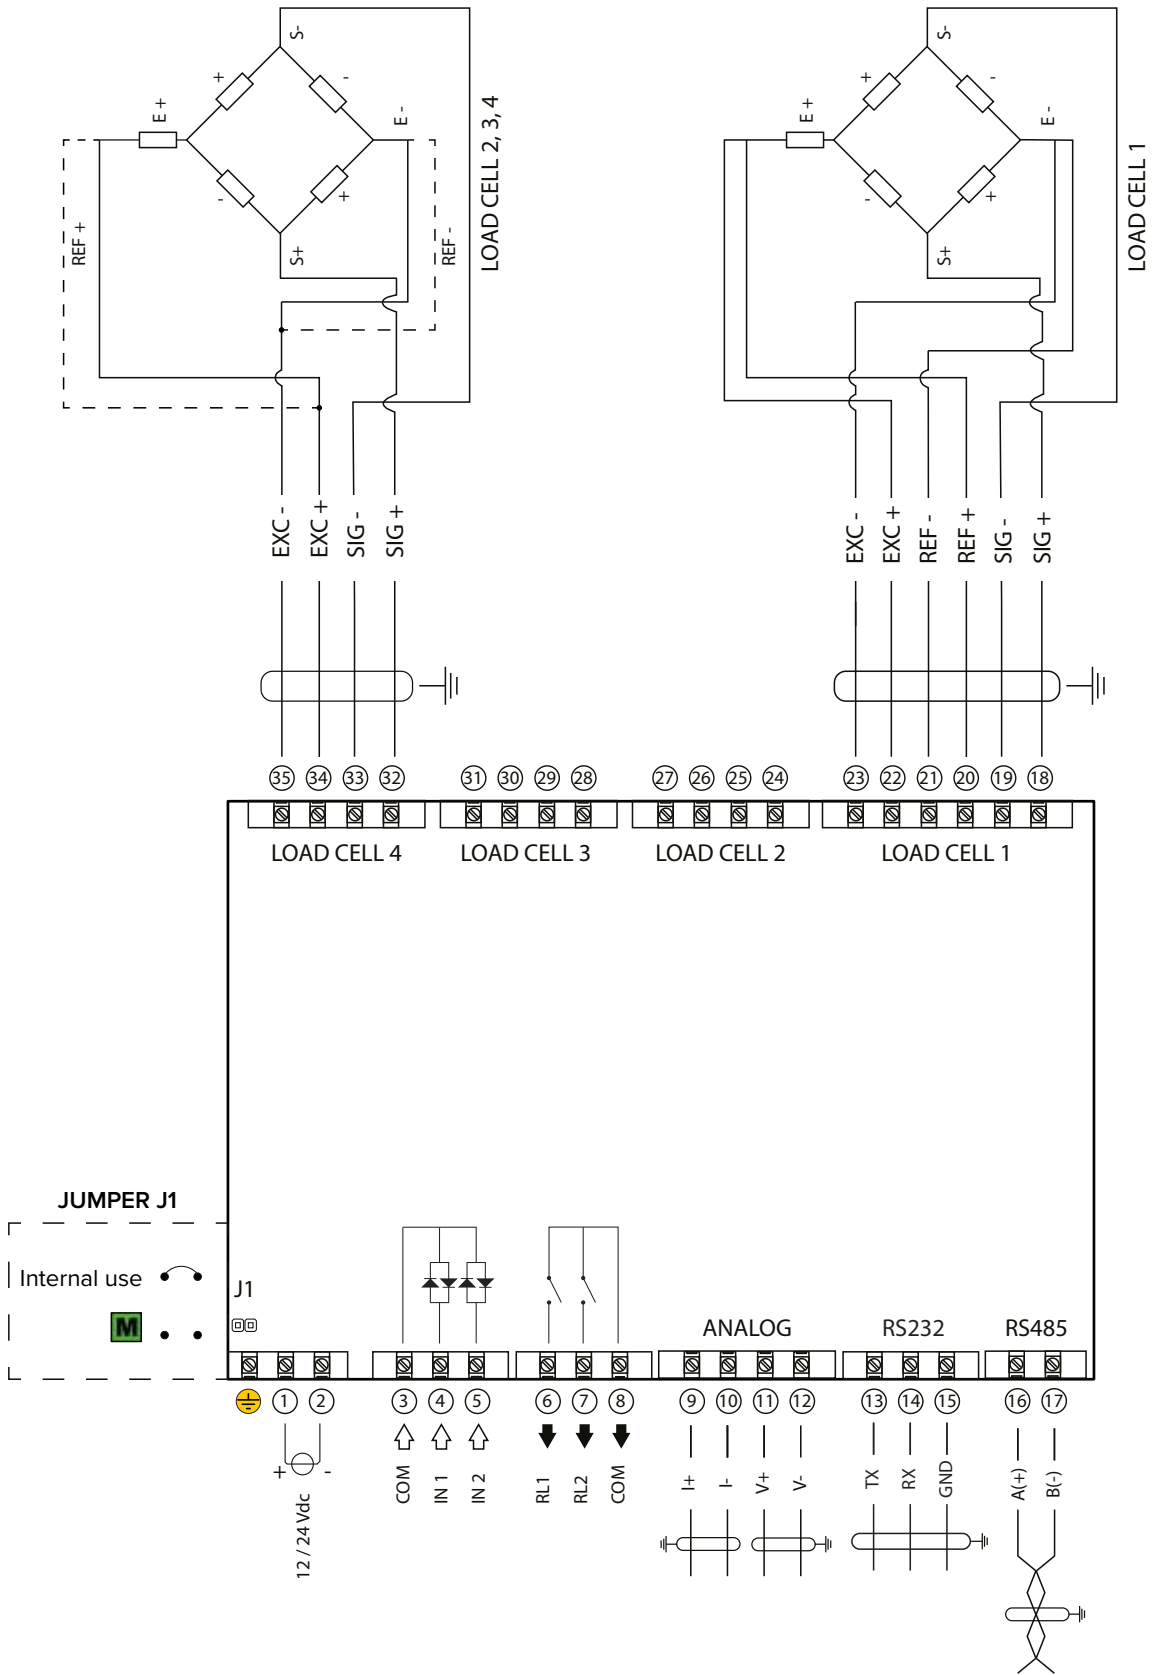 S-
+
-
E +
E -
-
+
S+
REF +
REF -
LOAD CELL 2, 3, 4
S-
+
-
E +
E -
-
+
S+
LOAD CELL 1
EXC -
EXC +
SIG -
SIG +
EXC -
EXC +
REF -
REF +
SIG -
SIG +
35 34 33 32 31 30 29 28 27 26 25 24 23 22 21 20 19 18
LOAD CELL 4 LOAD CELL 3 LOAD CELL 2 LOAD CELL 1
JUMPER J1
Internal use
M
J1
ANALOG RS232 RS485
1 2 3 4 5 6 7 8 9 10 11 12 13 14 15 16 17
+ -
12 / 24 Vdc
COM
IN 1
IN 2
RL1
RL2
COM
I+
I-
V+
V-
TX
RX
GND
A(+)
B(-)